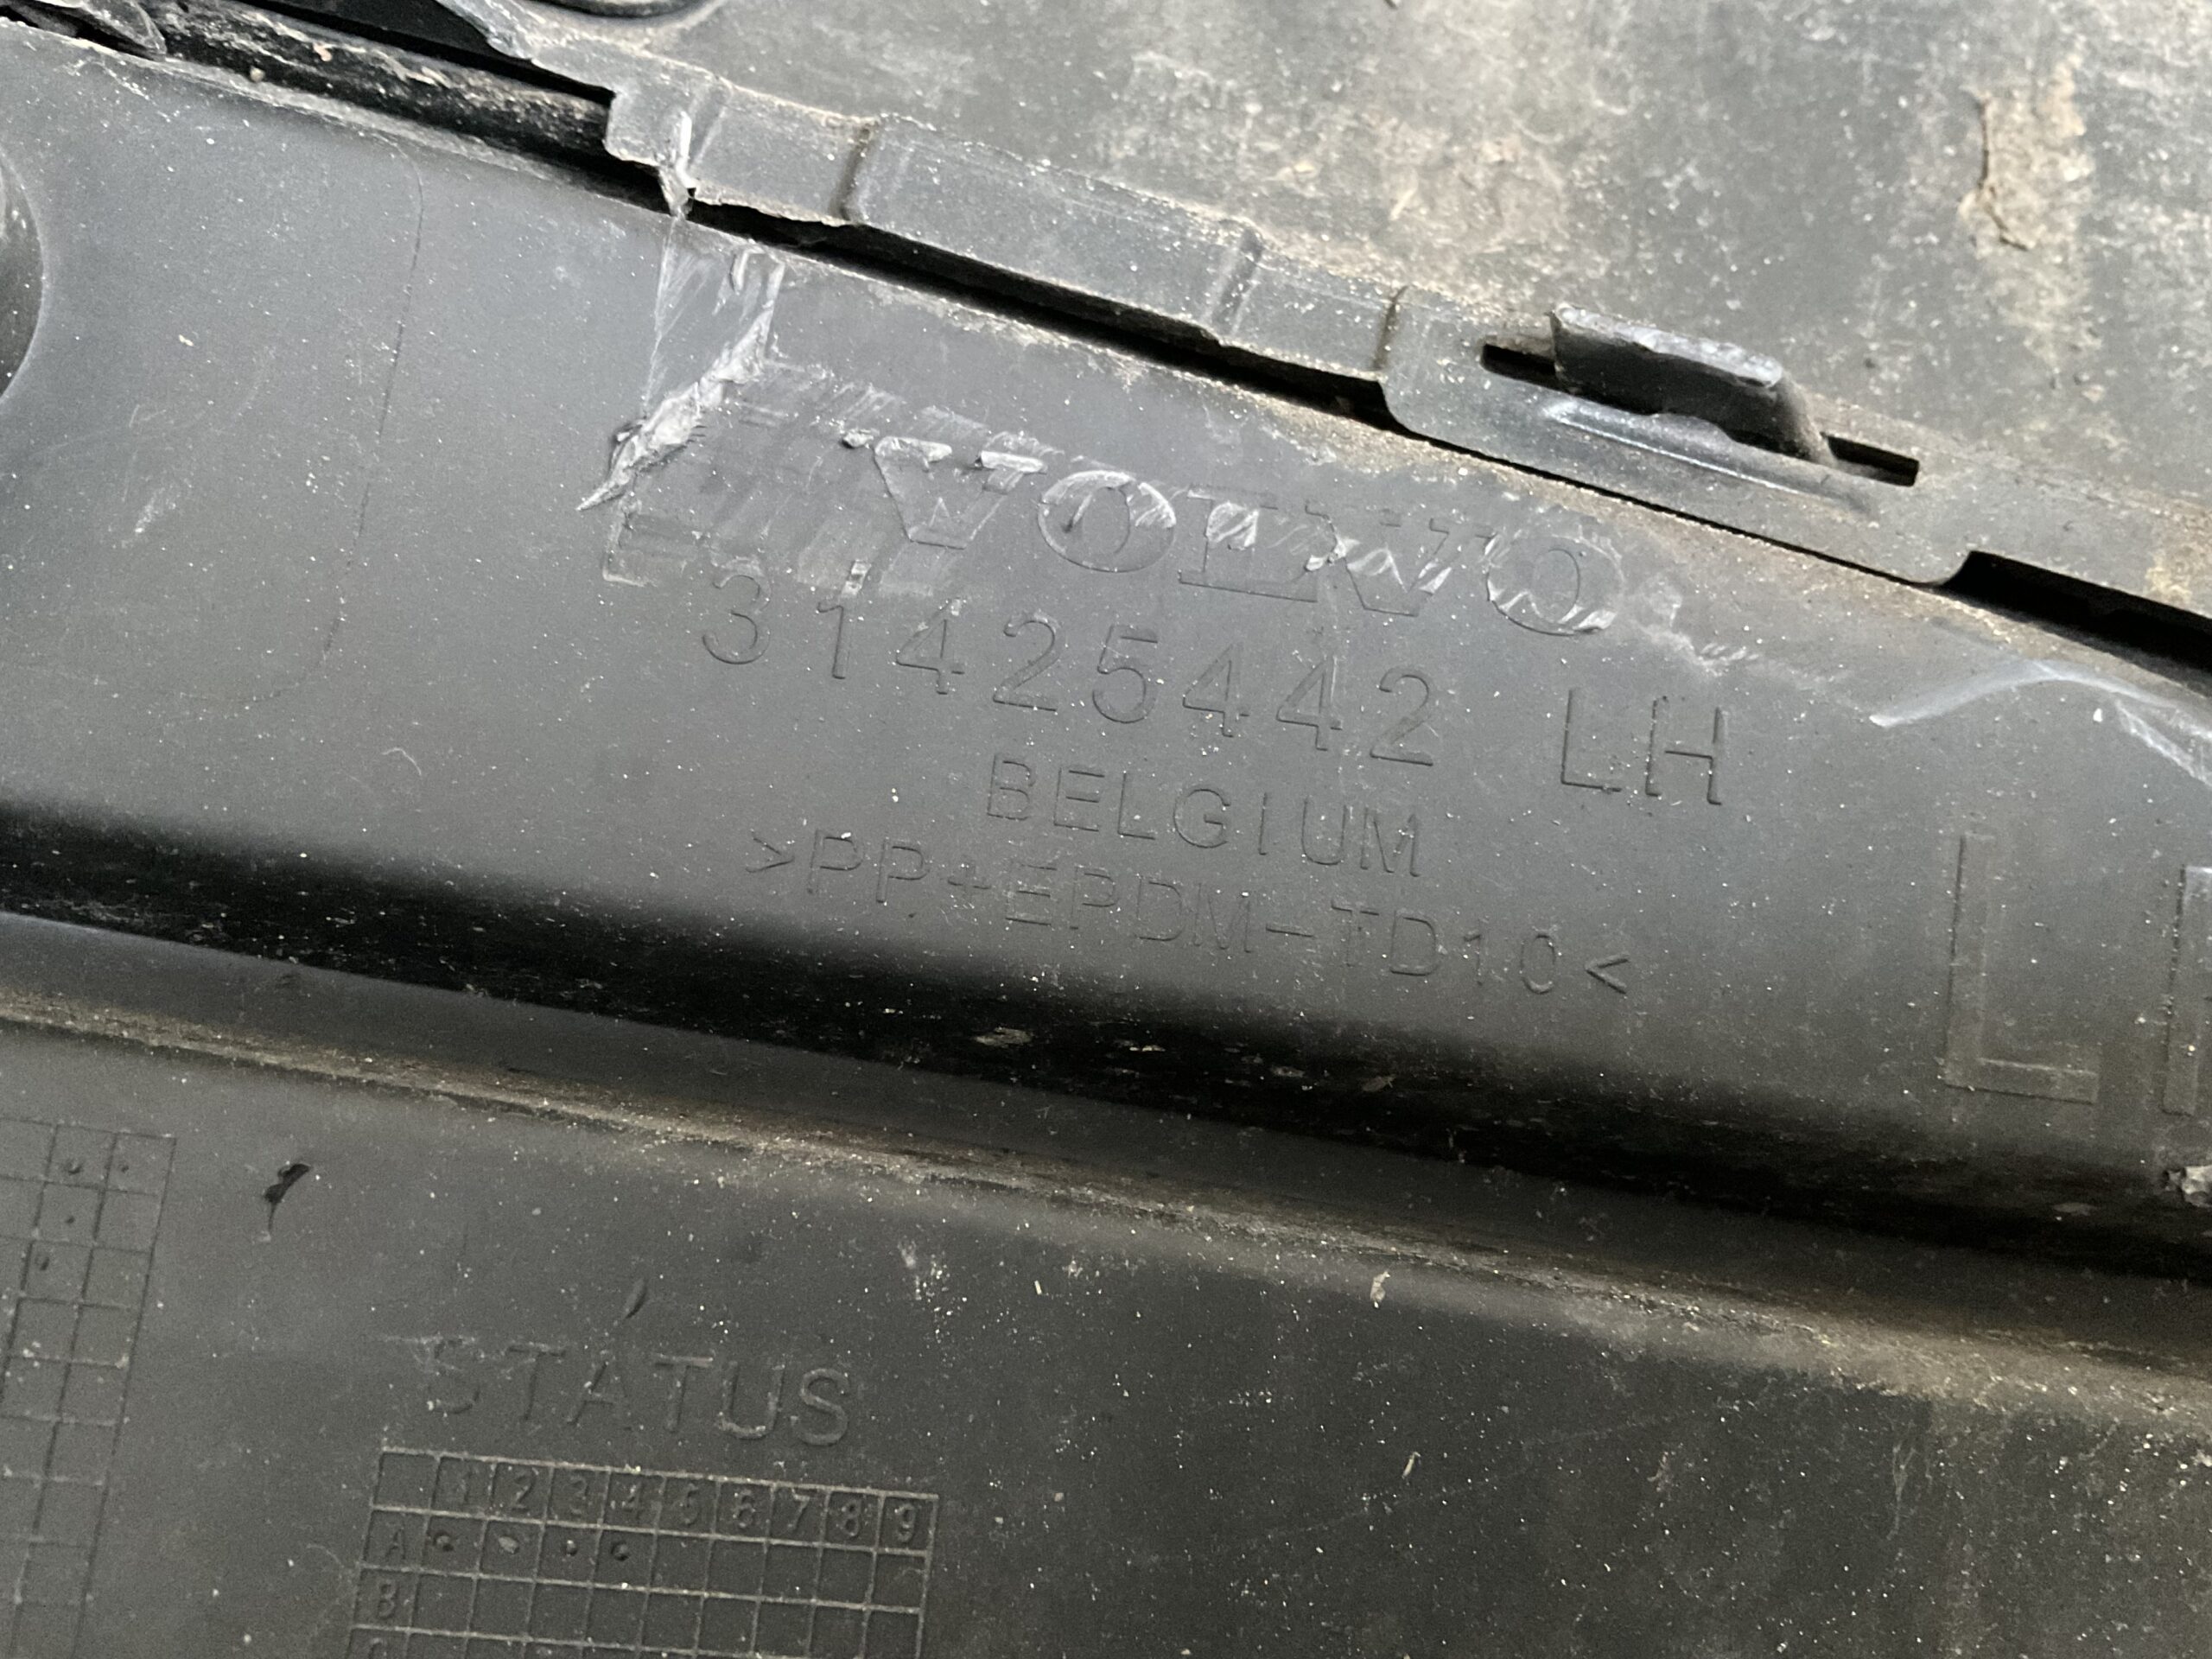 VOLVO
31425442 LH
BELGIUM
>PP+EPDM-TD10<
STATUS
1 2 3 4 5 6 7 8 9
A
B